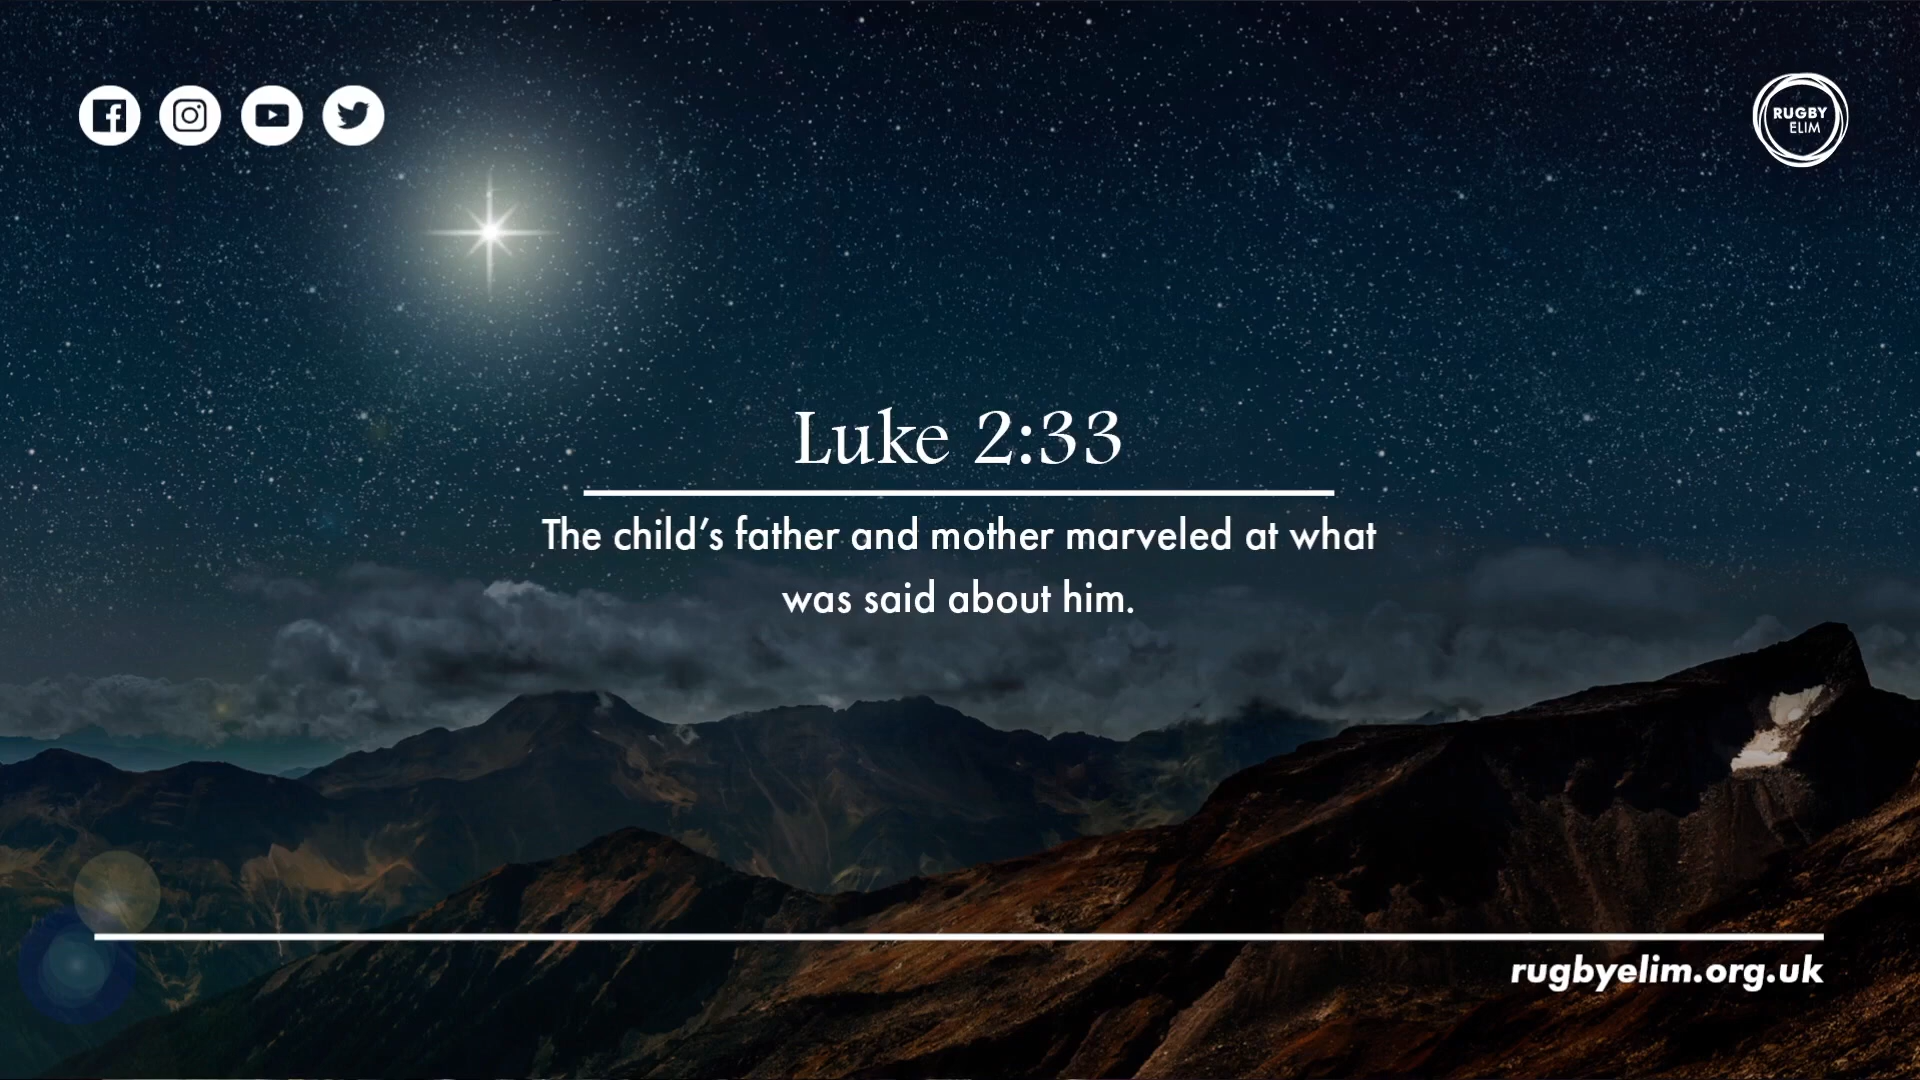 RUGBY
ELIM
Luke 2:33
The child’s father and mother marveled at what
was said about him.
rugbyelim.org.uk